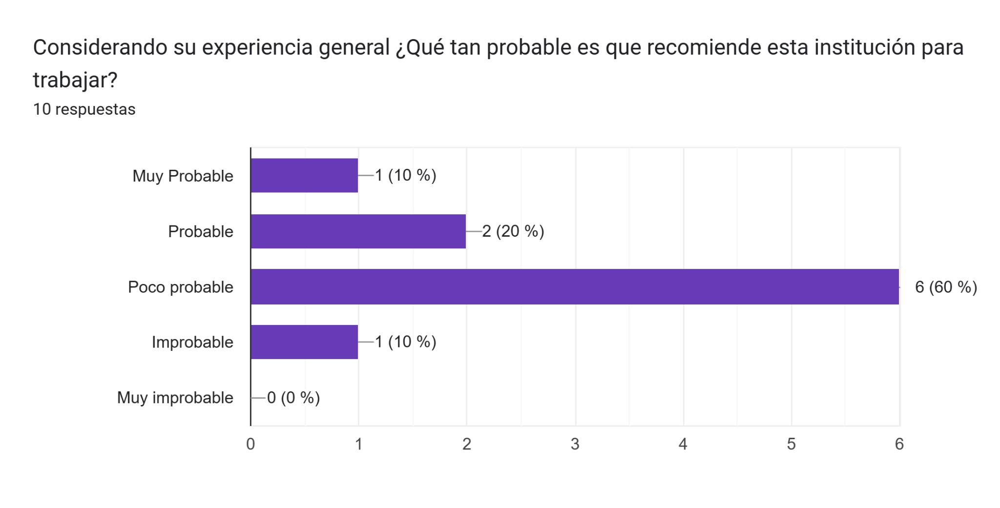 Considerando su experiencia general ¿Qué tan probable es que recomiende esta institución para
trabajar?
10 respuestas
Muy Probable
1 (10 %)
Probable
2 (20 %)
Poco probable
6 (60 %)
Improbable
1 (10 %)
Muy improbable
0 (0 %)
0 1 2 3 4 5 6